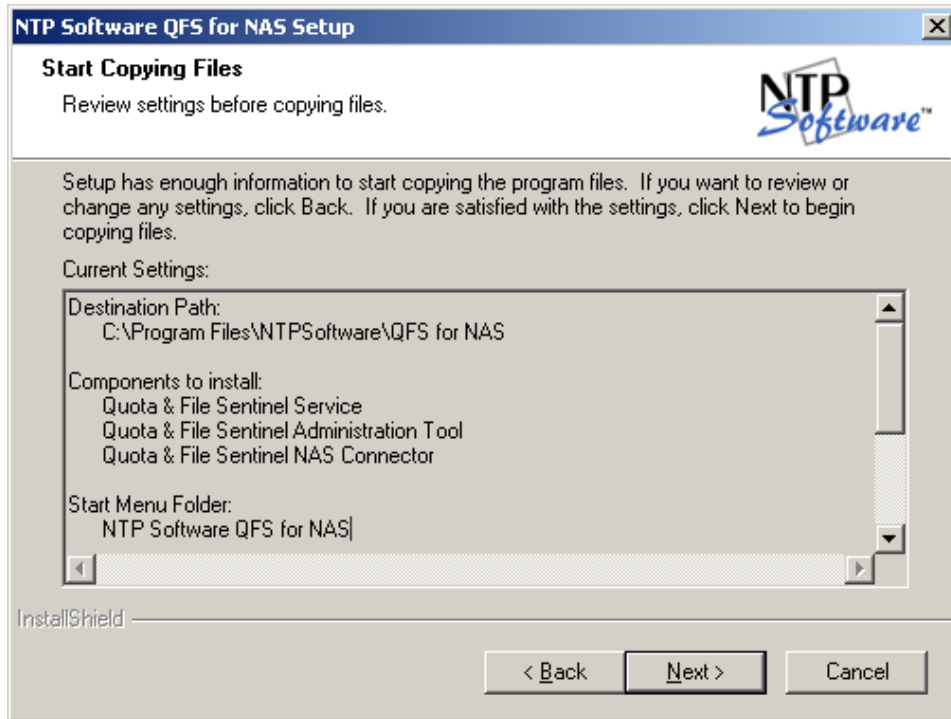 NTP Software QFS for NAS Setup
Start Copying Files
Review settings before copying files.
NTP
Software™
Setup has enough information to start copying the program files. If you want to review or
change any settings, click Back. If you are satisfied with the settings, click Next to begin
copying files.
Current Settings:
Destination Path:
C:\Program Files\NTPSoftware\QFS for NAS
Components to install:
Quota & File Sentinel Service
Quota & File Sentinel Administration Tool
Quota & File Sentinel NAS Connector
Start Menu Folder:
NTP Software QFS for NAS
InstallShield
< Back
Next >
Cancel